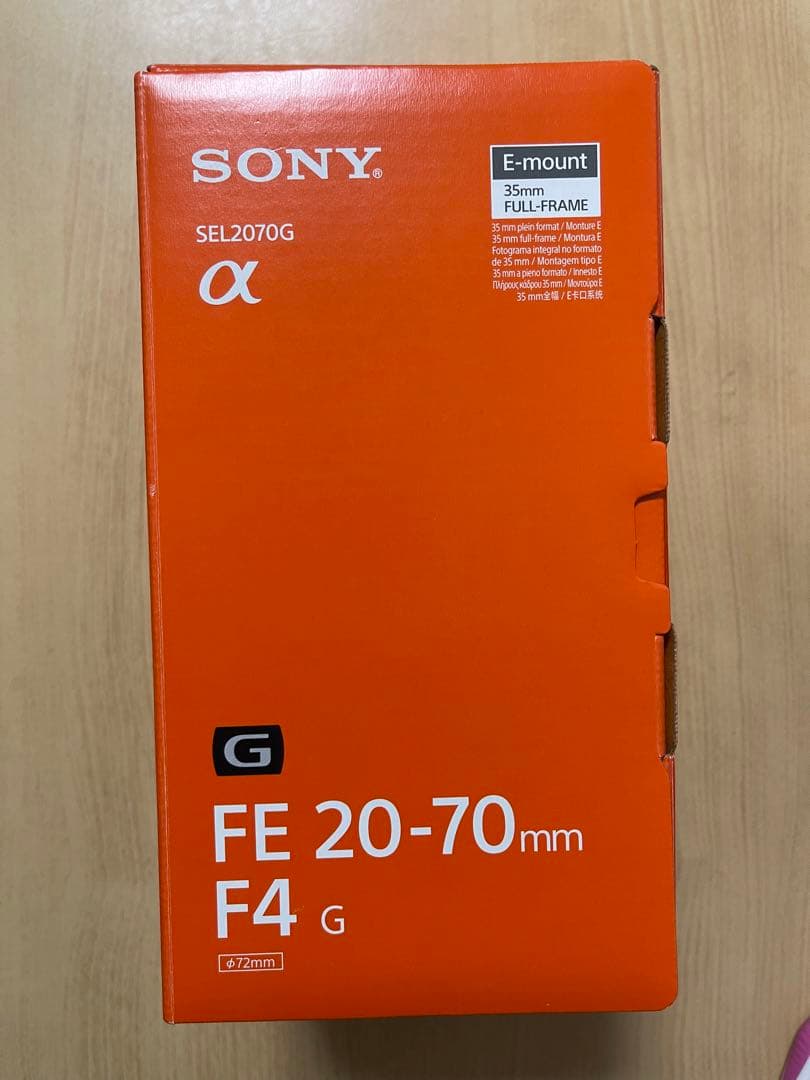 SONY®
SEL2070G
α
E-mount
35mm
FULL-FRAME
35 mm plein format / Monture E
35 mm full-frame / Montura E
Fotograma integral no formato
de 35 mm / Montagem tipo E
35 mm a pieno formato / Innesto E
Πλήρους κάδρου 35 mm / Μοντούρα E
35 mm全幅 / E卡口系统
G
FE 20-70mm
F4 G
ϕ72mm